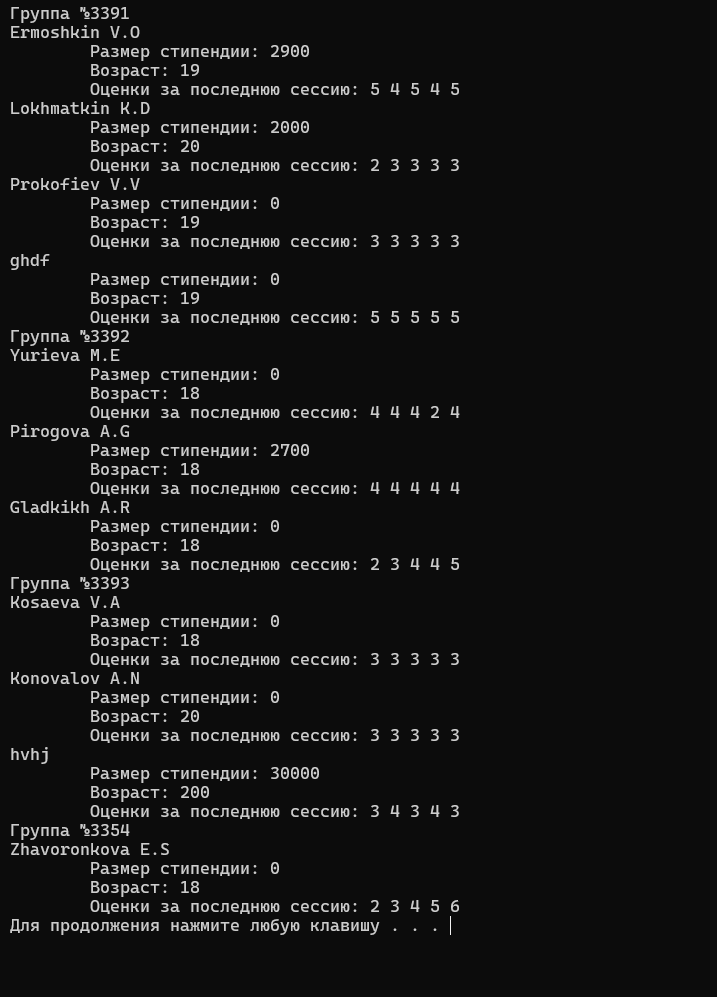 Группа №3391
Ermoshkin V.O
Размер стипендии: 2900
Возраст: 19
Оценки за последнюю сессию: 5 4 5 4 5
Lokhmatkin K.D
Размер стипендии: 2000
Возраст: 20
Оценки за последнюю сессию: 2 3 3 3 3
Prokofiev V.V
Размер стипендии: 0
Возраст: 19
Оценки за последнюю сессию: 3 3 3 3 3
ghdf
Размер стипендии: 0
Возраст: 19
Оценки за последнюю сессию: 5 5 5 5 5
Группа №3392
Yurieva M.E
Размер стипендии: 0
Возраст: 18
Оценки за последнюю сессию: 4 4 4 2 4
Pirogova A.G
Размер стипендии: 2700
Возраст: 18
Оценки за последнюю сессию: 4 4 4 4 4
Gladkikh A.R
Размер стипендии: 0
Возраст: 18
Оценки за последнюю сессию: 2 3 4 4 5
Группа №3393
Kosaeva V.A
Размер стипендии: 0
Возраст: 18
Оценки за последнюю сессию: 3 3 3 3 3
Konovalov A.N
Размер стипендии: 0
Возраст: 20
Оценки за последнюю сессию: 3 3 3 3 3
hvhj
Размер стипендии: 30000
Возраст: 200
Оценки за последнюю сессию: 3 4 3 4 3
Группа №3354
Zhavoronkova E.S
Размер стипендии: 0
Возраст: 18
Оценки за последнюю сессию: 2 3 4 5 6
Для продолжения нажмите любую клавишу . . .